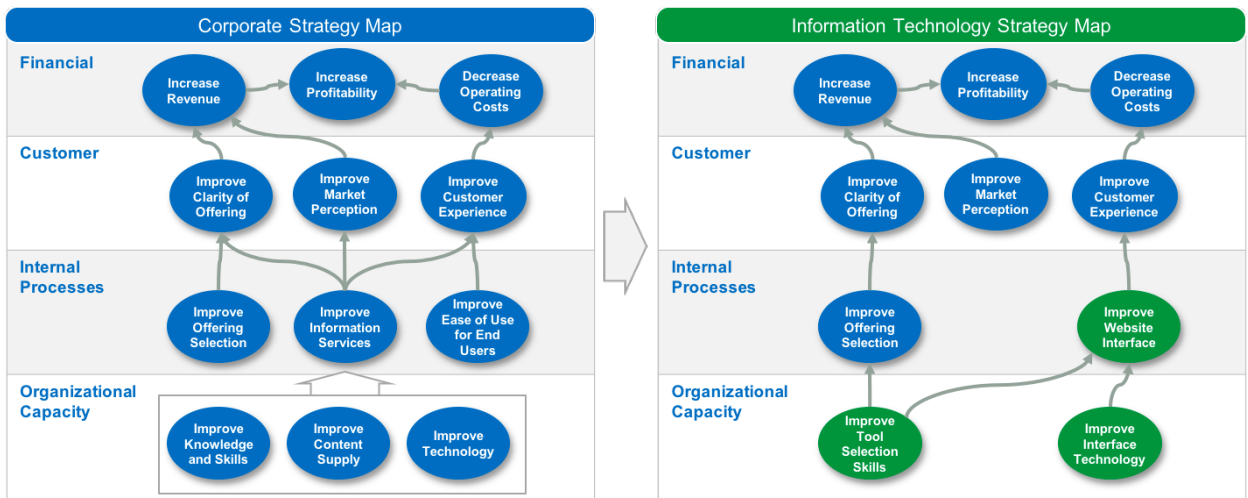 Corporate Strategy Map
Financial
Increase
Revenue
Increase
Profitability
Decrease
Operating
Costs
Customer
Improve
Clarity of
Offering
Improve
Market
Perception
Improve
Customer
Experience
Internal
Processes
Improve
Offering
Selection
Improve
Information
Services
Improve
Ease of Use
for End
Users
Organizational
Capacity
Improve
Knowledge
and Skills
Improve
Content
Supply
Improve
Technology
Information Technology Strategy Map
Financial
Increase
Revenue
Increase
Profitability
Decrease
Operating
Costs
Customer
Improve
Clarity of
Offering
Improve
Market
Perception
Improve
Customer
Experience
Internal
Processes
Improve
Offering
Selection
Improve
Website
Interface
Organizational
Capacity
Improve
Tool
Selection
Skills
Improve
Interface
Technology